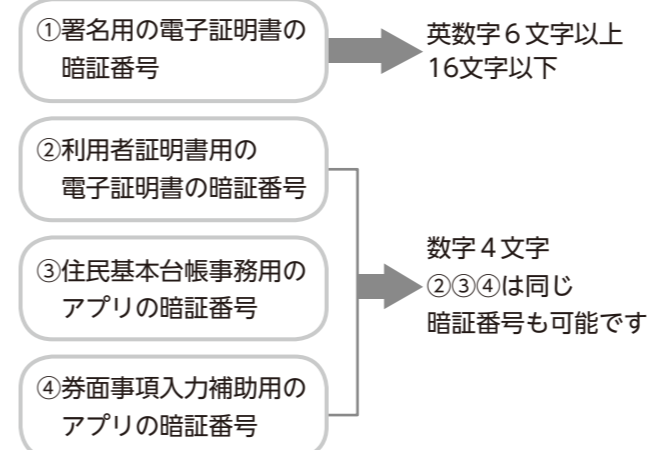 ①署名用の電子証明書の
暗証番号
英数字６文字以上
16文字以下
②利用者証明書用の
電子証明書の暗証番号
③住民基本台帳事務用の
アプリの暗証番号
④券面事項入力補助用の
アプリの暗証番号
数字４文字
②③④は同じ
暗証番号も可能です